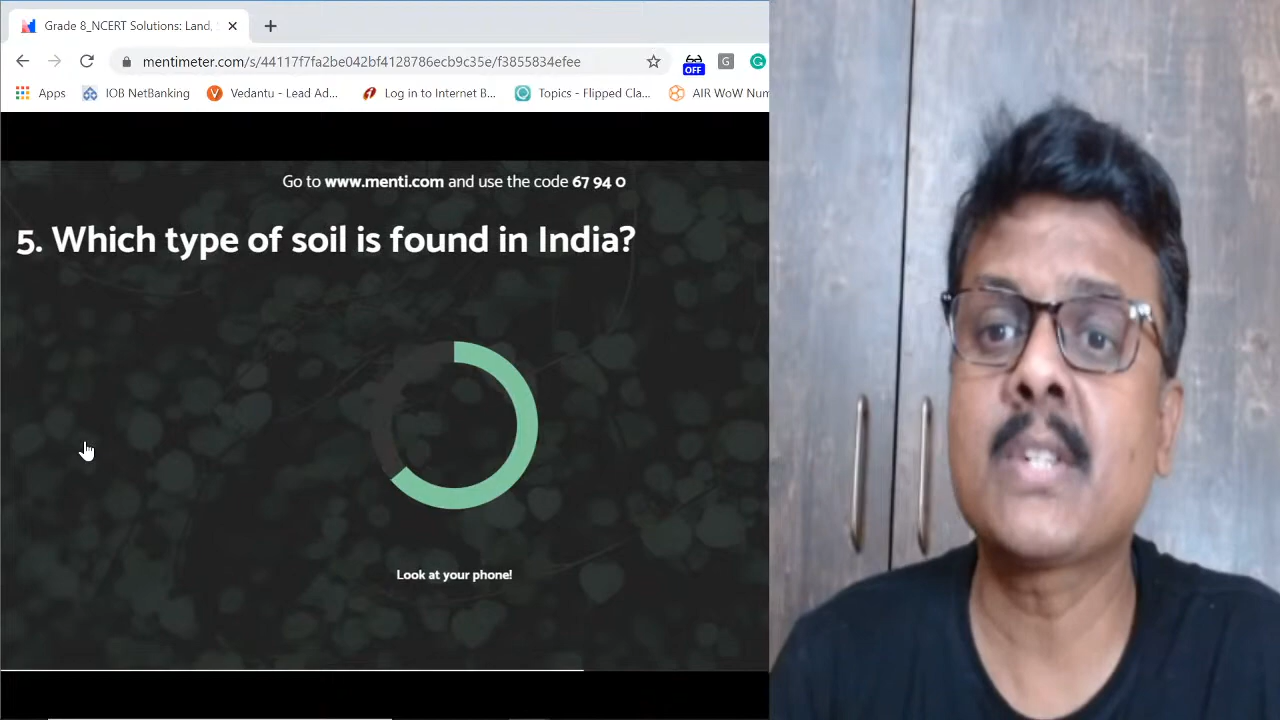 Grade 8_NCERT Solutions: Land,
mentimeter.com/s/44117f7fa2be042bf4128760ecb9c35e/f3855834efee
OFF
G
Apps
IOB NetBanking
Vedantu - Lead Ad...
Log in to Internet B...
Topics - Flipped Cla...
AIR WoW Num
Go to www.menti.com and use the code 67 94 0
5. Which type of soil is found in India?
Look at your phone!